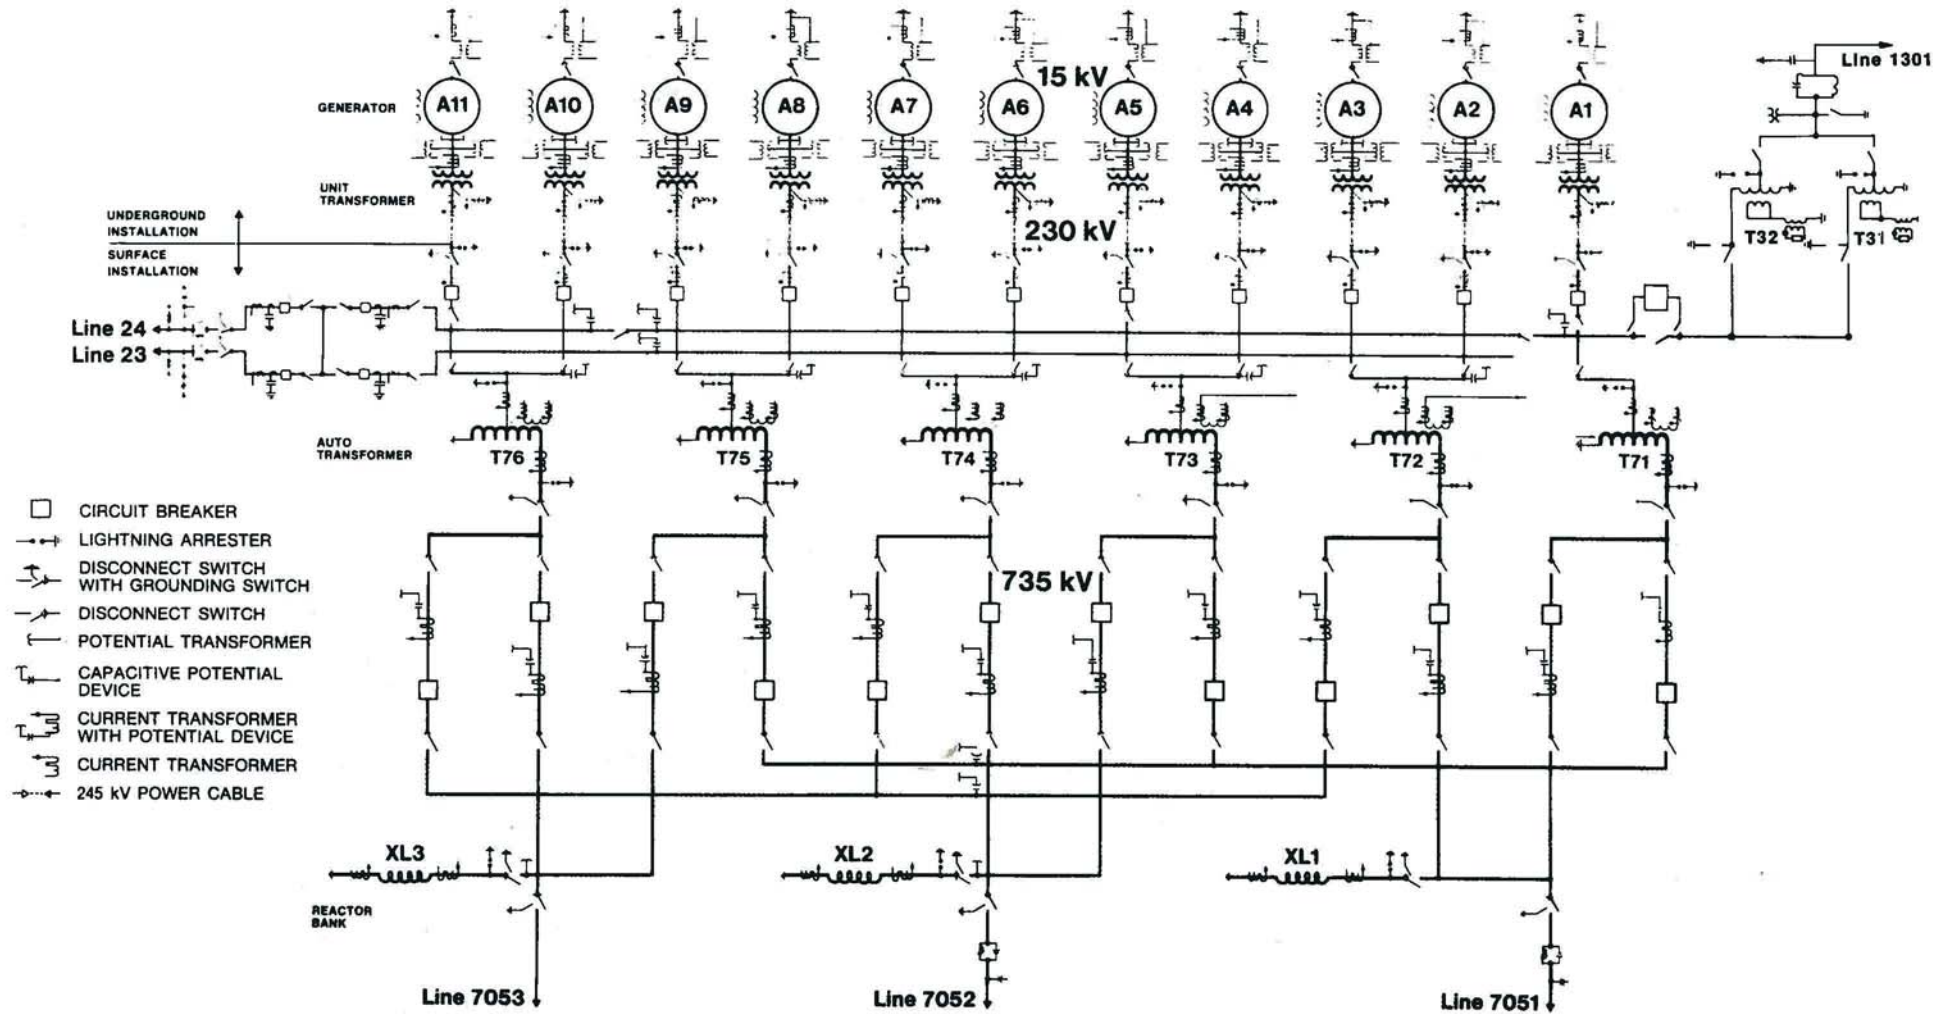 Line 1301
15 kV
GENERATOR
A11
A10
A9
A8
A7
A6
A5
A4
A3
A2
A1
UNIT
TRANSFORMER
UNDERGROUND
INSTALLATION
SURFACE
INSTALLATION
230 kV
T32
T31
Line 24
Line 23
AUTO
TRANSFORMER
T76
T75
T74
T73
T72
T71
CIRCUIT BREAKER
LIGHTNING ARRESTER
DISCONNECT SWITCH
WITH GROUNDING SWITCH
DISCONNECT SWITCH
POTENTIAL TRANSFORMER
CAPACITIVE POTENTIAL
DEVICE
CURRENT TRANSFORMER
WITH POTENTIAL DEVICE
CURRENT TRANSFORMER
245 kV POWER CABLE
735 kV
XL3
XL2
XL1
REACTOR
BANK
Line 7053
Line 7052
Line 7051